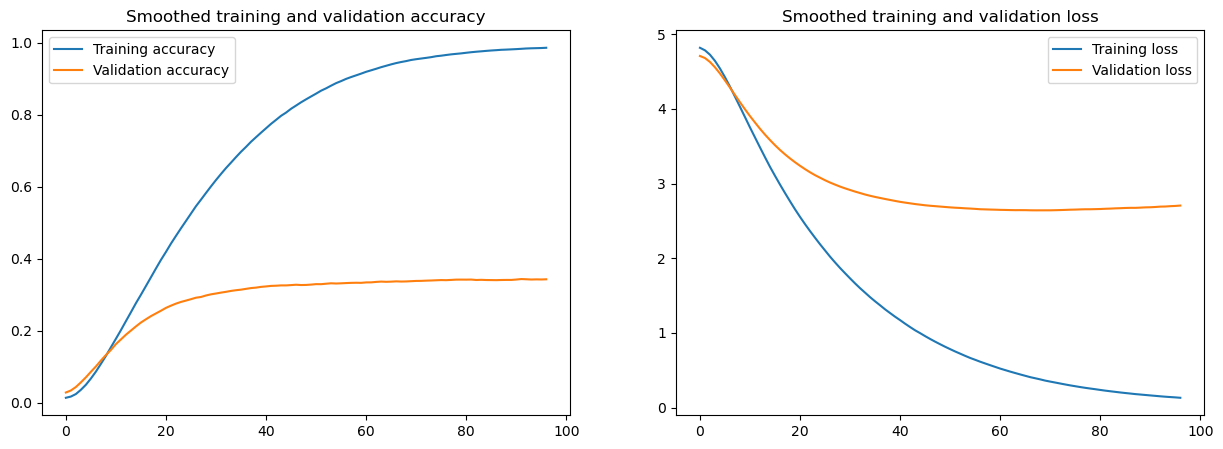 Smoothed training and validation accuracy
1.0
0.8
0.6
0.4
0.2
0.0
0 20 40 60 80 100
Training accuracy
Validation accuracy
Smoothed training and validation loss
5
4
3
2
1
0
0 20 40 60 80 100
Training loss
Validation loss